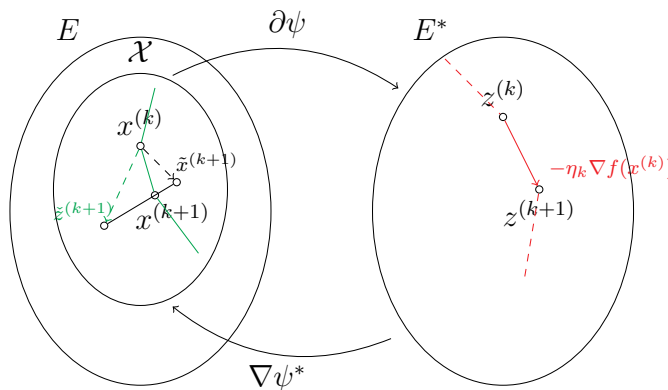 E
∂ψ
E*
𝒳
x^{(k)}
z^{(k)}
x̃^{(k+1)}
−η_k∇f(x^{(k)})
z̃^{(k+1)}
x^{(k+1)}
z^{(k+1)}
∇ψ*